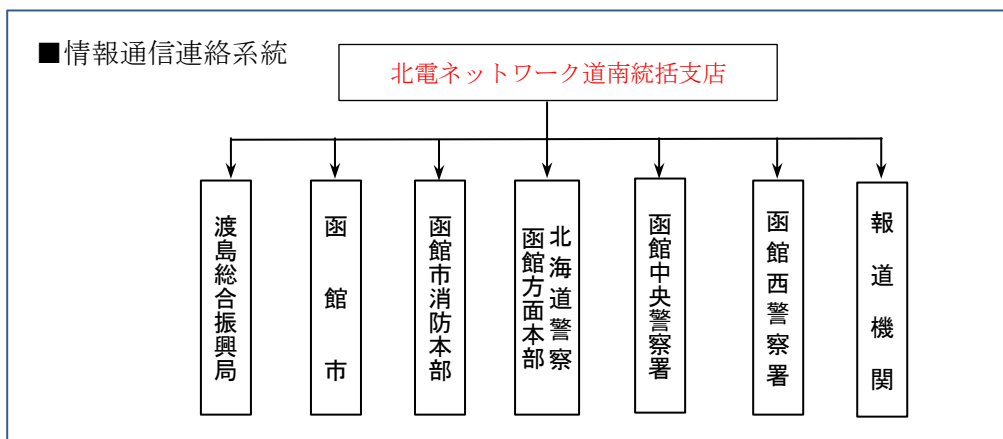 ■情報通信連絡系統
北電ネットワーク道南統括支店
渡島総合振興局
函館市
函館市消防本部
北海道警察
函館方面本部
函館中央警察署
函館西警察署
報道機関